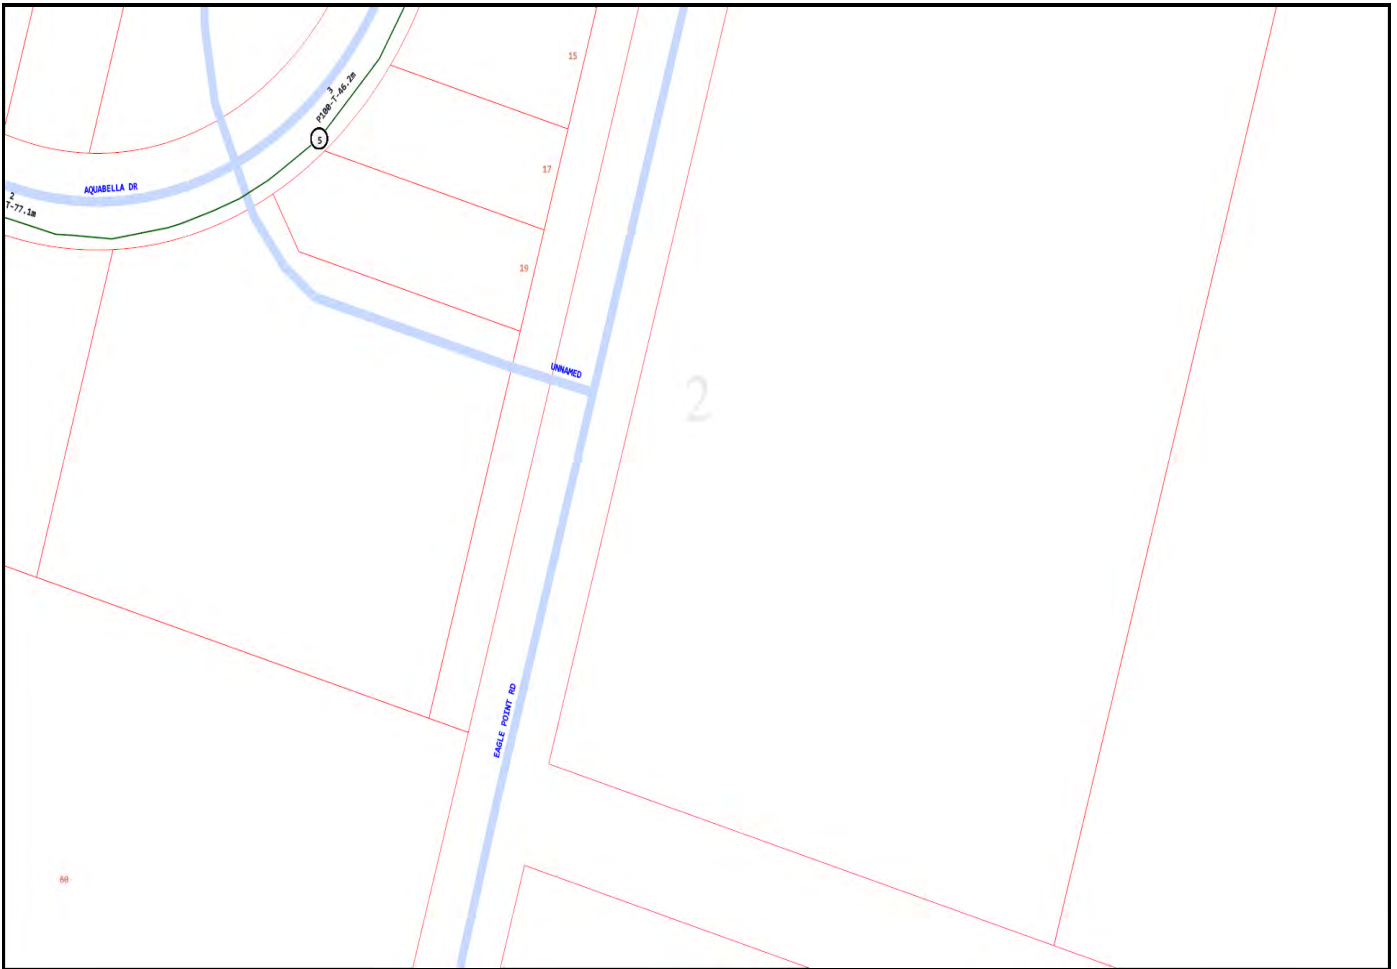 15
3
P100-T-46.2m
5
17
AQUABELLA DR
2
T-77.1m
19
UNNAMED
2
EAGLE POINT RD
60